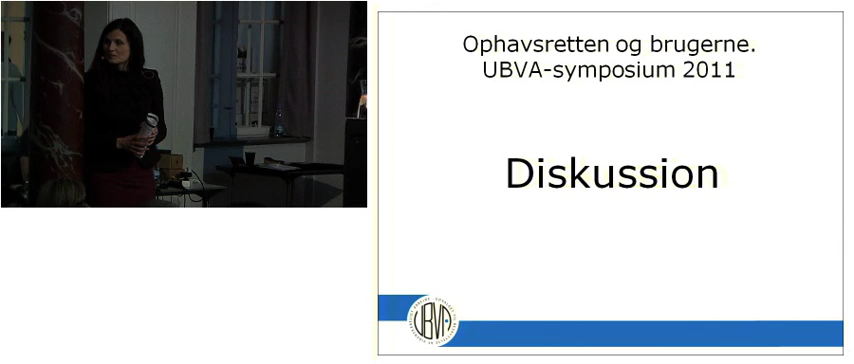 Ophavsretten og brugerne.
UBVA-symposium 2011
Diskussion
UBVA